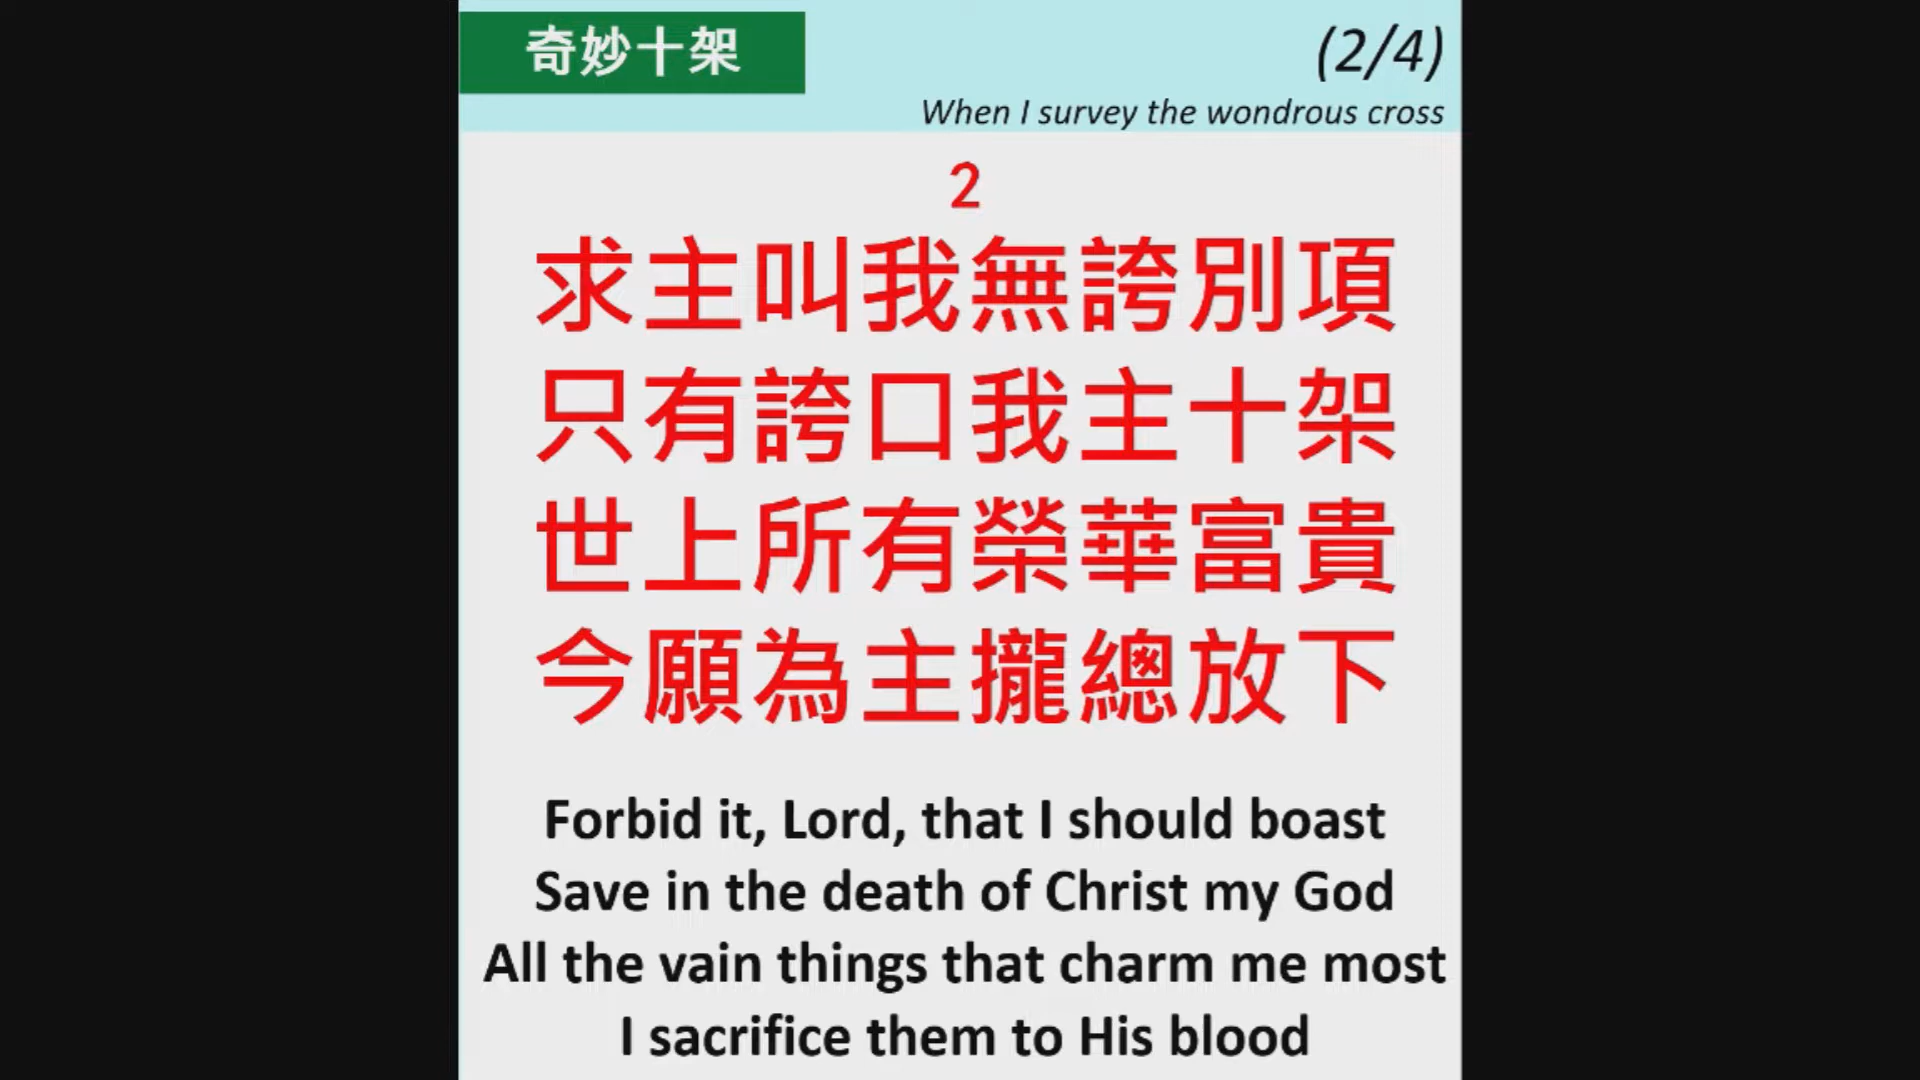 奇妙十架
(2/4)
When I survey the wondrous cross
2
求主叫我無誇別項
只有誇口我主十架
世上所有榮華富貴
今願為主攏總放下
Forbid it, Lord, that I should boast
Save in the death of Christ my God
All the vain things that charm me most
I sacrifice them to His blood